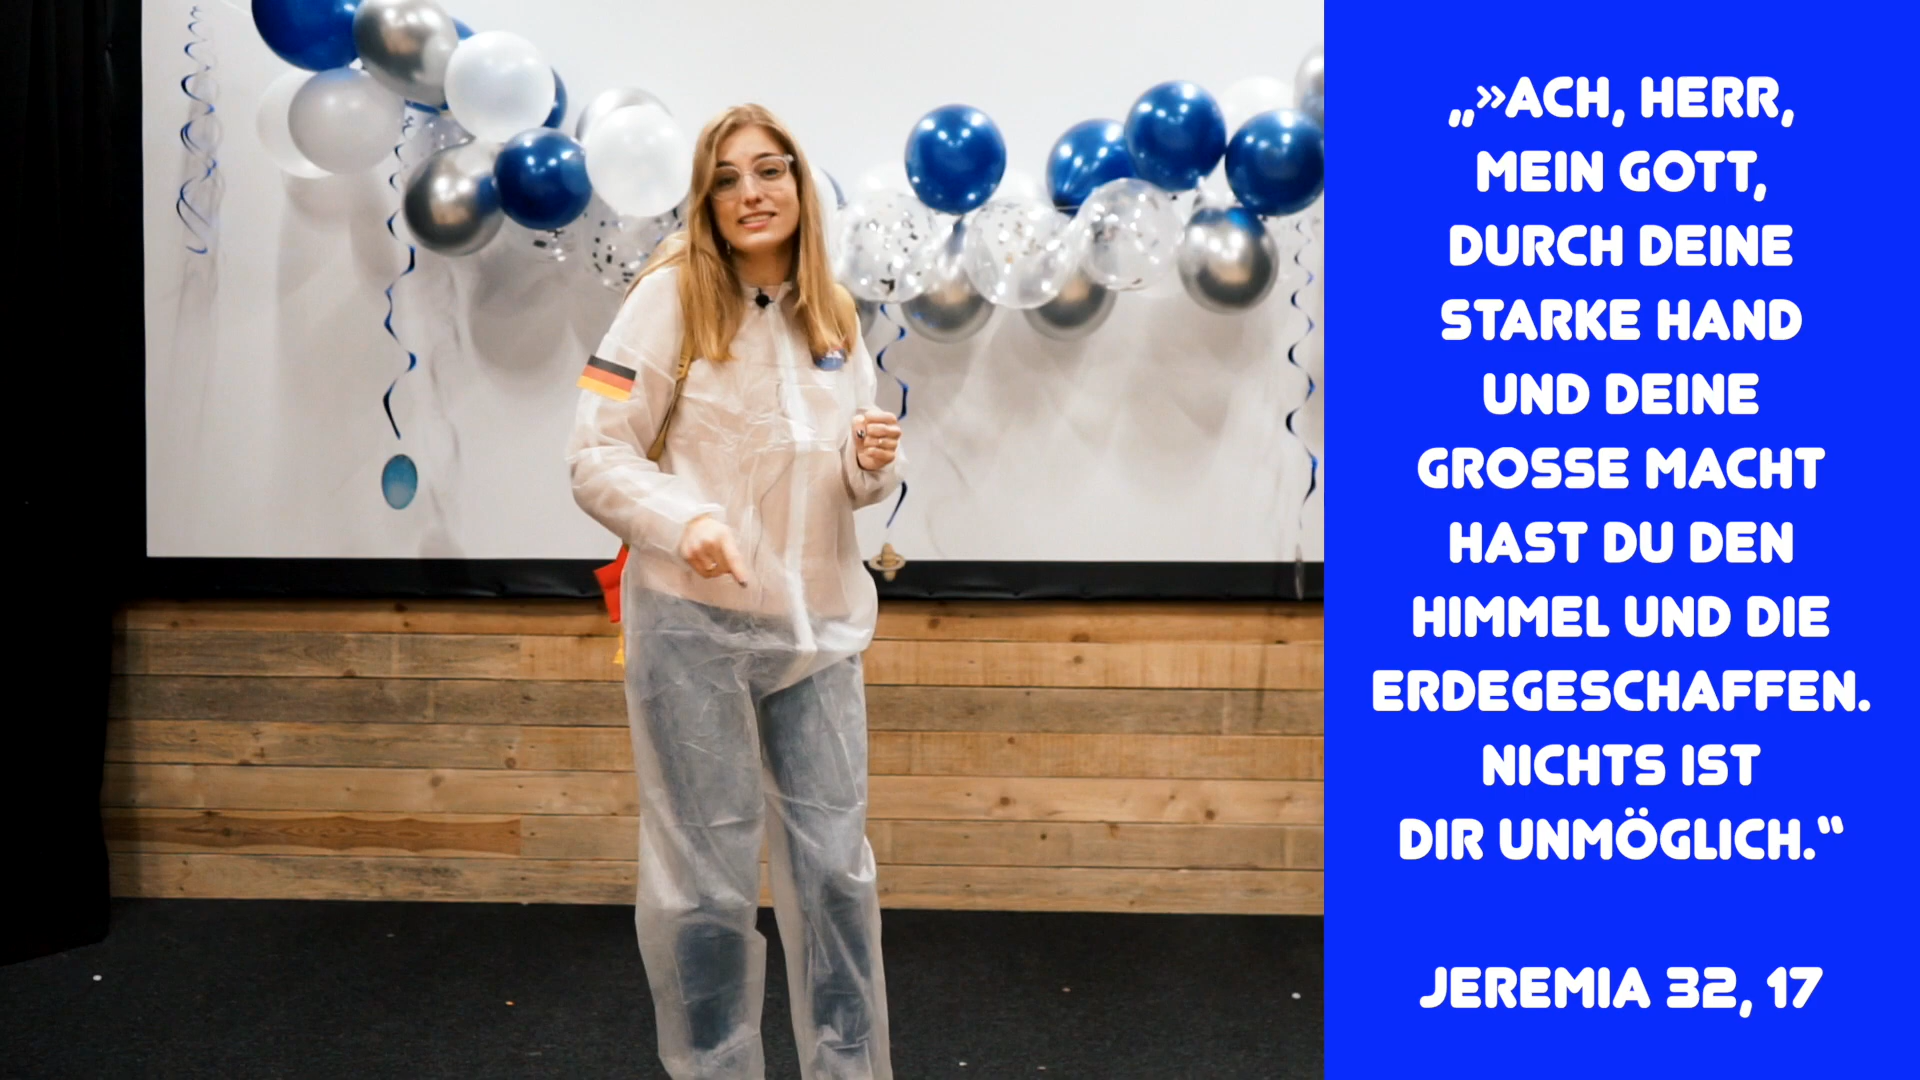 „»ACH, HERR,
MEIN GOTT,
DURCH DEINE
STARKE HAND
UND DEINE
GROSSE MACHT
HAST DU DEN
HIMMEL UND DIE
ERDEGESCHAFFEN.
NICHTS IST
DIR UNMÖGLICH.“
JEREMIA 32, 17